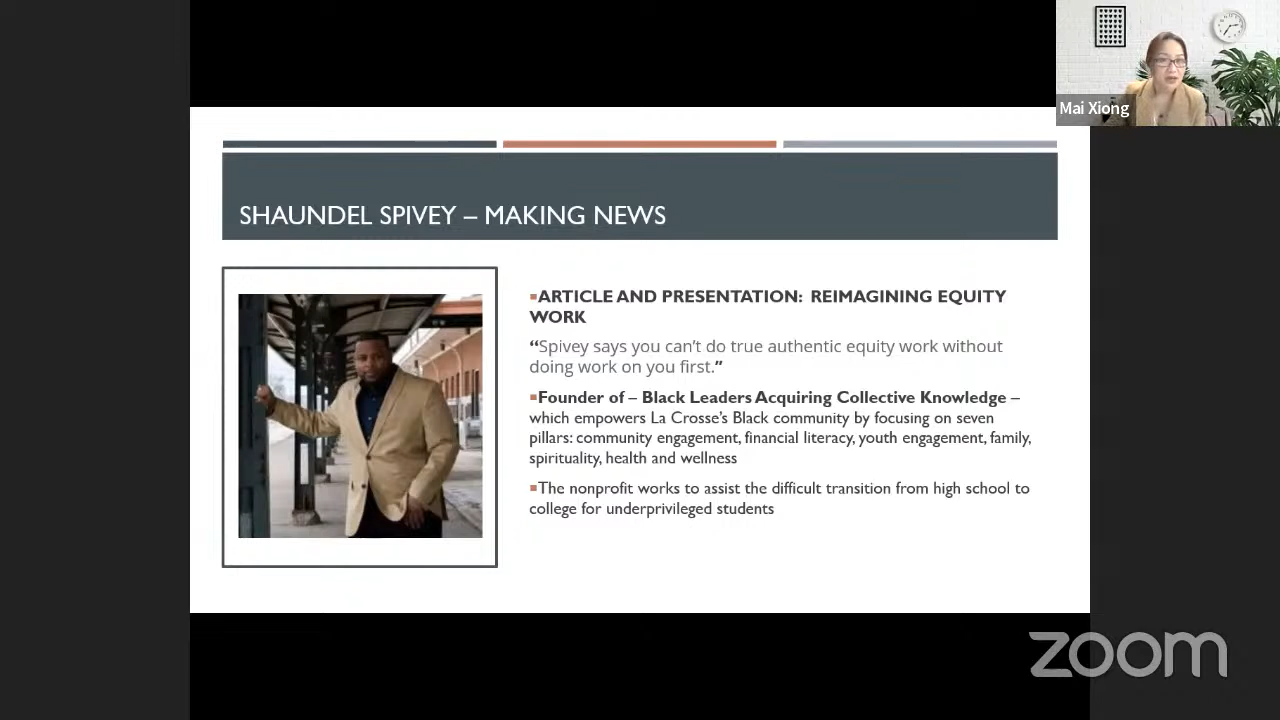 Mai Xiong
SHAUNDEL SPIVEY – MAKING NEWS
ARTICLE AND PRESENTATION: REIMAGINING EQUITY
WORK
“Spivey says you can’t do true authentic equity work without
doing work on you first.”
Founder of – Black Leaders Acquiring Collective Knowledge –
which empowers La Crosse’s Black community by focusing on seven
pillars: community engagement, financial literacy, youth engagement, family,
spirituality, health and wellness
The nonprofit works to assist the difficult transition from high school to
college for underprivileged students
zoom